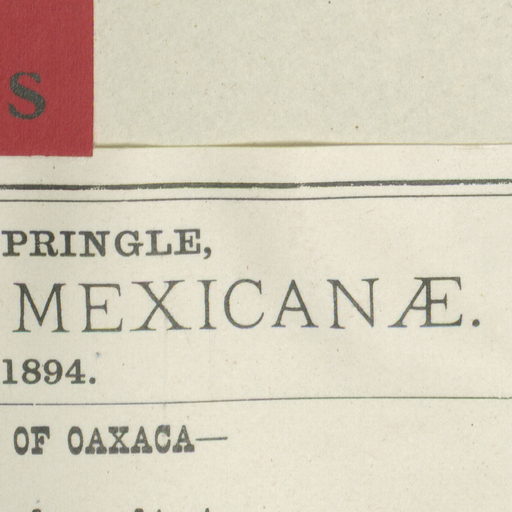 S
PRINGLE,
MEXICANÆ.
1894.
OF OAXACA—